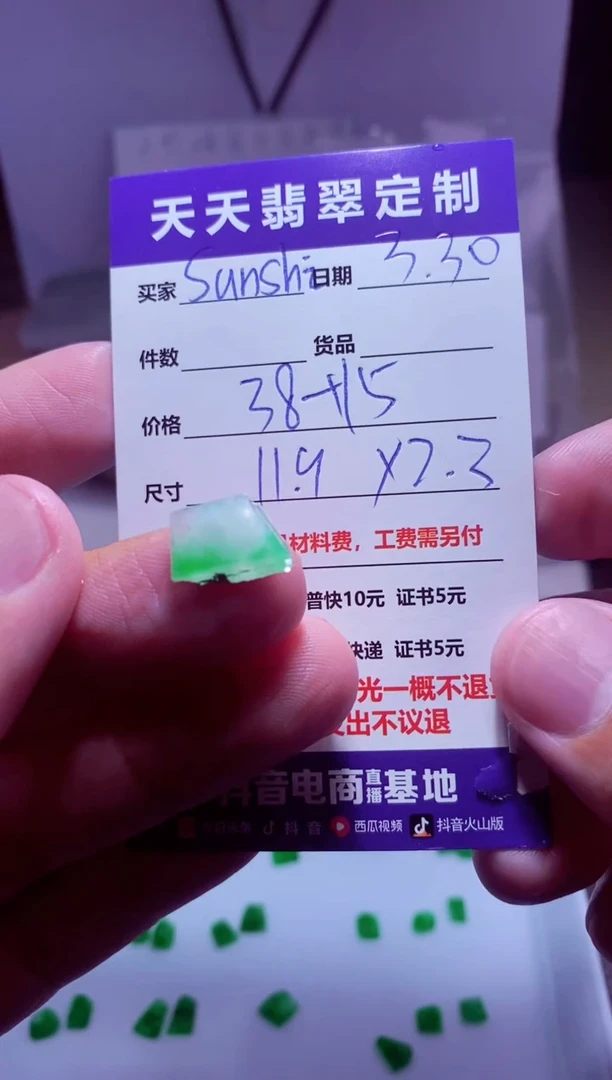 天天翡翠定制
买家 Sunshi 日期 3.30
件数 货品
价格 38+15
尺寸 11.9 X7.3
材料费，工费需另付
普快10元 证书5元
快递 证书5元
光一概不退
出不议退
抖音电商直播基地
抖音 西瓜视频 抖音火山版